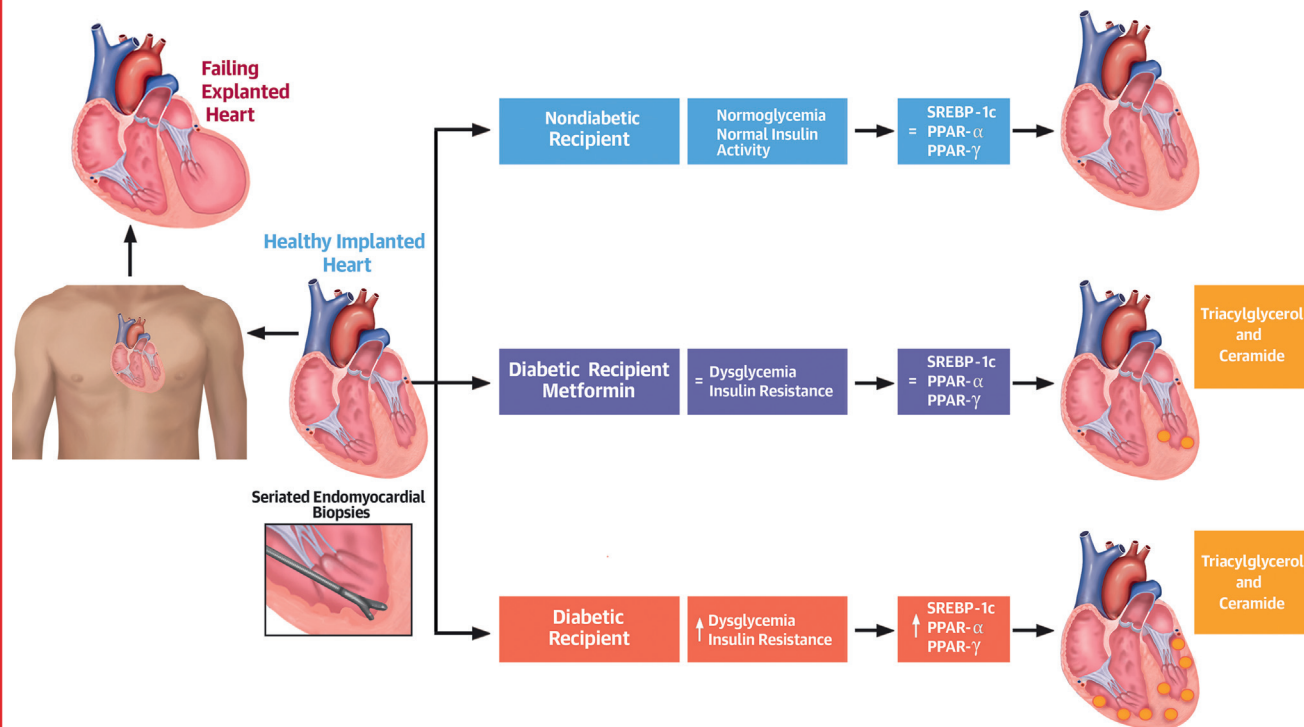 Failing
Explanted
Heart
Healthy Implanted
Heart
Seriated Endomyocardial
Biopsies
Nondiabetic
Recipient
Normoglycemia
Normal Insulin
Activity
=
SREBP-1c
PPAR-α
PPAR-γ
Diabetic Recipient
Metformin
= Dysglycemia
Insulin Resistance
=
SREBP-1c
PPAR-α
PPAR-γ
Triacylglycerol
and
Ceramide
Diabetic
Recipient
↑ Dysglycemia
Insulin Resistance
↑
SREBP-1c
PPAR-α
PPAR-γ
Triacylglycerol
and
Ceramide